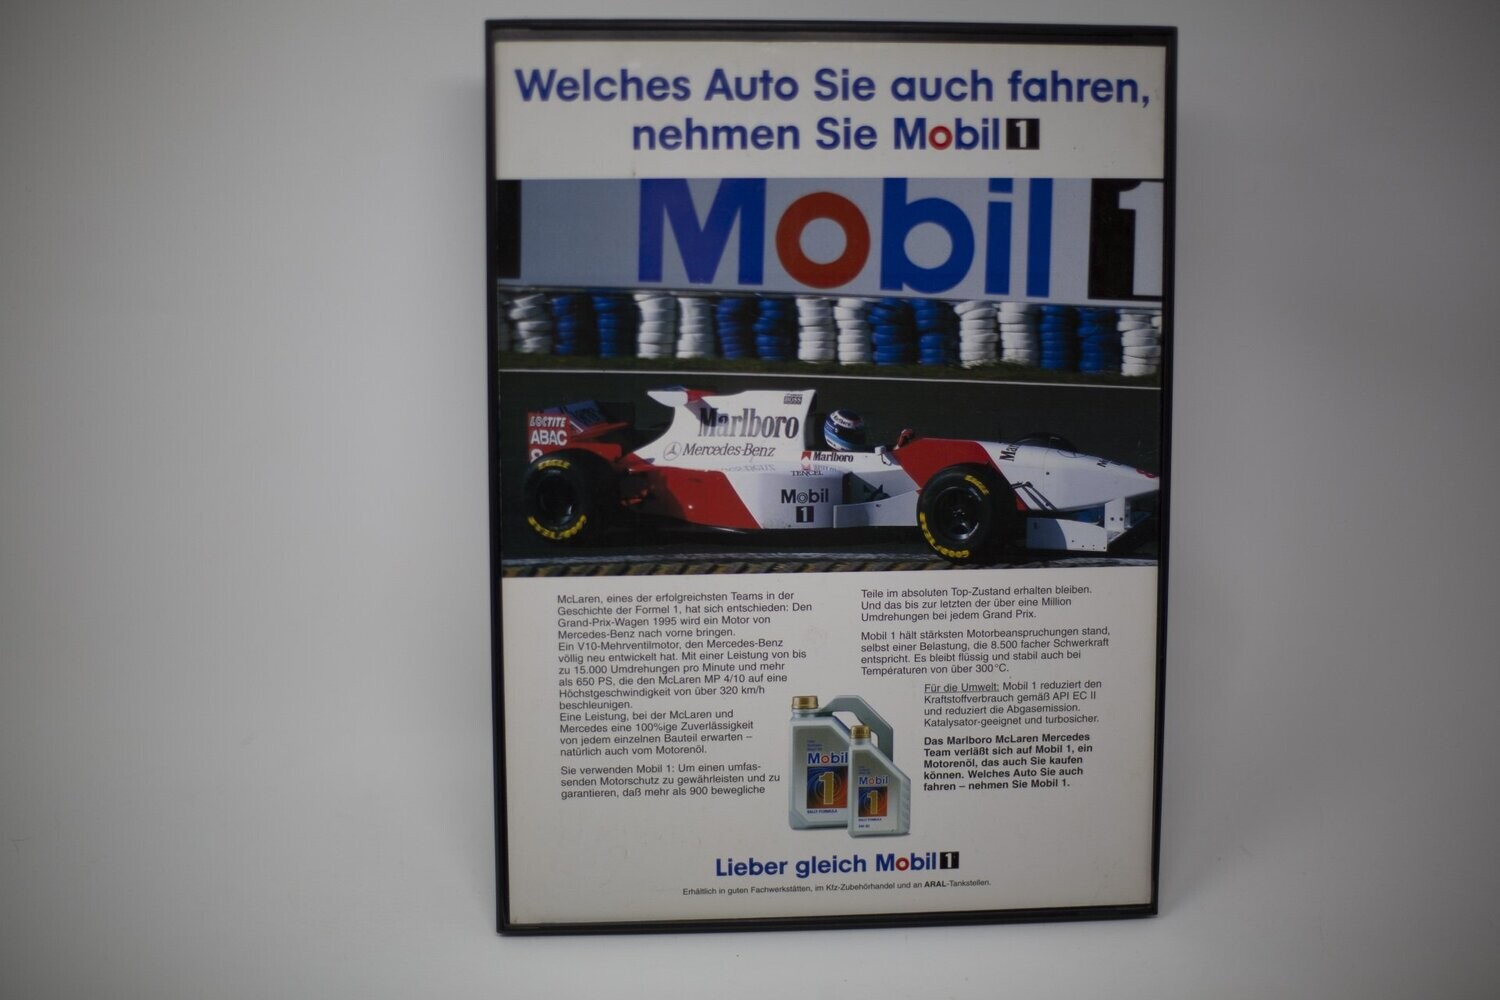 Welches Auto Sie auch fahren,
nehmen Sie Mobil 1
Mobil 1
LOCTITE
ABAC
8
Marlboro
Mercedes-Benz
BOSS
Marlboro
TENCEL
Mobil
1
EAGLE
EAGLE
McLaren, eines der erfolgreichsten Teams in der
Geschichte der Formel 1, hat sich entschieden: Den
Grand-Prix-Wagen 1995 wird ein Motor von
Mercedes-Benz nach vorne bringen.
Ein V10-Mehrventilmotor, den Mercedes-Benz
völlig neu entwickelt hat. Mit einer Leistung von bis
zu 15.000 Umdrehungen pro Minute und mehr
als 650 PS, die den McLaren MP 4/10 auf eine
Höchstgeschwindigkeit von über 320 km/h
beschleunigen.
Eine Leistung, bei der McLaren und
Mercedes eine 100%ige Zuverlässigkeit
von jedem einzelnen Bauteil erwarten –
natürlich auch vom Motorenöl.
Sie verwenden Mobil 1: Um einen umfas-
senden Motorschutz zu gewährleisten und zu
garantieren, daß mehr als 900 bewegliche
Teile im absoluten Top-Zustand erhalten bleiben.
Und das bis zur letzten der über eine Million
Umdrehungen bei jedem Grand Prix.
Mobil 1 hält stärksten Motorbeanspruchungen stand,
selbst einer Belastung, die 8.500 facher Schwerkraft
entspricht. Es bleibt flüssig und stabil auch bei
Temperaturen von über 300°C.
Für die Umwelt: Mobil 1 reduziert den
Kraftstoffverbrauch gemäß API EC II
und reduziert die Abgasemission.
Katalysator-geeignet und turbosicher.
Das Marlboro McLaren Mercedes
Team verläßt sich auf Mobil 1, ein
Motorenöl, das auch Sie kaufen
können. Welches Auto Sie auch
fahren – nehmen Sie Mobil 1.
Mobil
1
RALLY FORMULA
Mobil
1
RALLY FORMULA
Lieber gleich Mobil 1
Erhältlich in guten Fachwerkstätten, im Kfz-Zubehörhandel und an ARAL-Tankstellen.